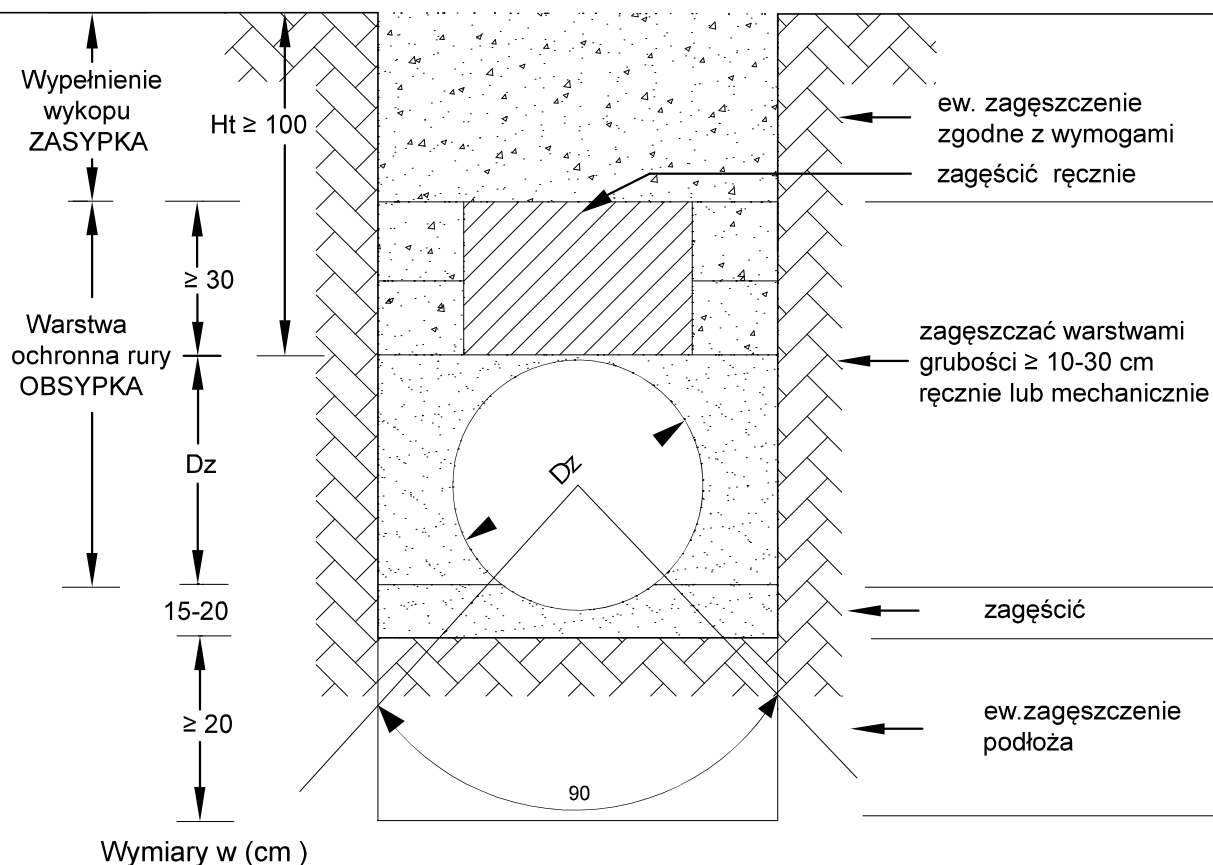 Wypełnienie
wykopu
ZASYPKA
Ht ≥ 100
ew. zagęszczenie
zgodne z wymogami
zagęścić ręcznie
≥ 30
Warstwa
ochronna rury
OBSYPKA
zagęszczać warstwami
grubości ≥ 10-30 cm
ręcznie lub mechanicznie
Dz
Dz
15-20
zagęścić
≥ 20
ew.zagęszczenie
podłoża
90
Wymiary w (cm )